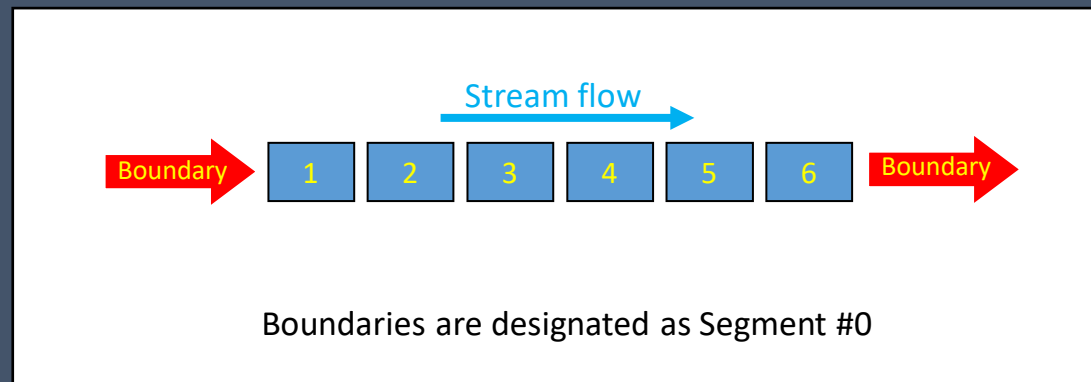 Stream flow
Boundary 1 2 3 4 5 6 Boundary
Boundaries are designated as Segment #0